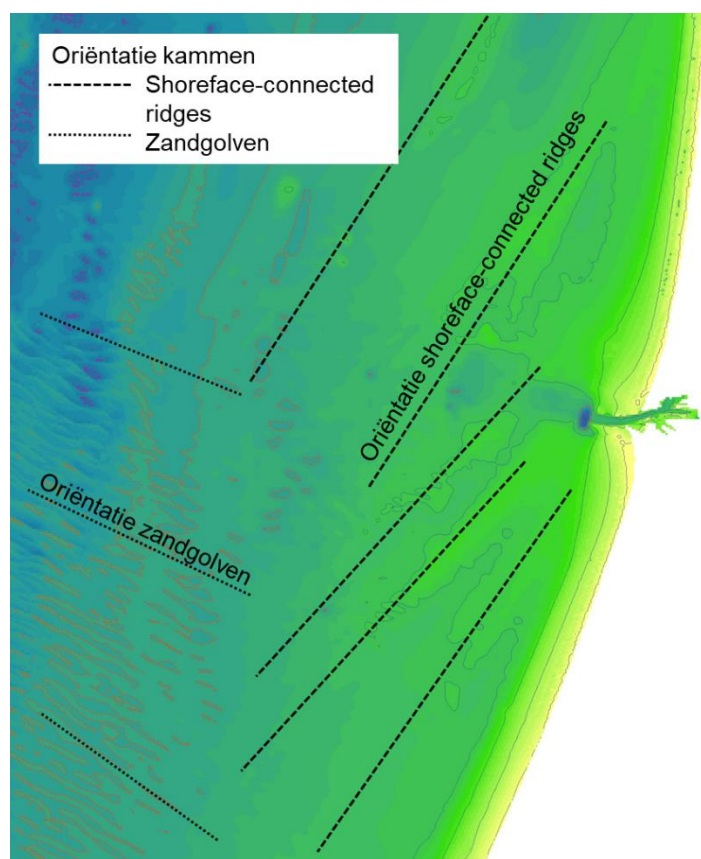 Oriëntatie kammen
Shoreface-connected
ridges
Zandgolven
Oriëntatie shoreface-connected ridges
Oriëntatie zandgolven